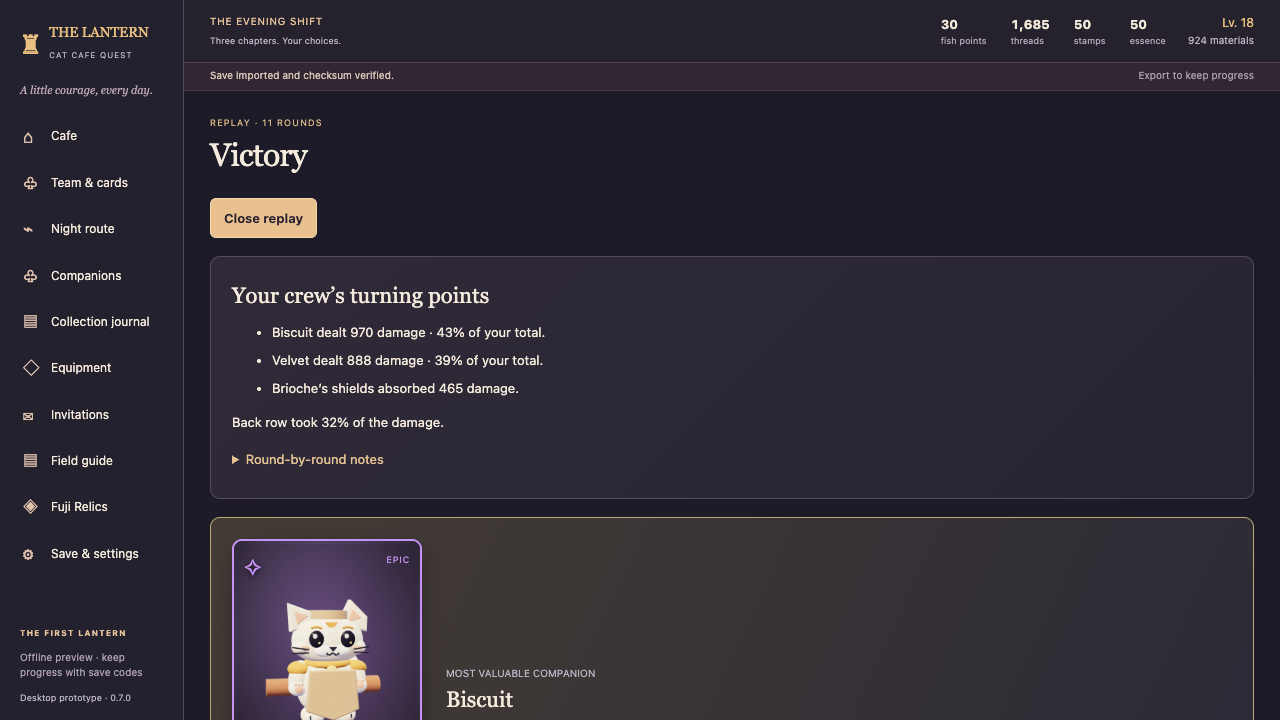 THE LANTERN
CAT CAFE QUEST
A little courage, every day.
Cafe
Team & cards
Night route
Companions
Collection journal
Equipment
Invitations
Field guide
Fuji Relics
Save & settings
THE FIRST LANTERN
Offline preview · keep
progress with save codes
Desktop prototype · 0.7.0
THE EVENING SHIFT
Three chapters. Your choices.
30
fish points
1,685
threads
50
stamps
50
essence
Lv. 18
924 materials
Save imported and checksum verified.
Export to keep progress
REPLAY · 11 ROUNDS
Victory
Close replay
Your crew’s turning points
• Biscuit dealt 970 damage · 43% of your total.
• Velvet dealt 888 damage · 39% of your total.
• Brioche’s shields absorbed 465 damage.
Back row took 32% of the damage.
Round-by-round notes
EPIC
MOST VALUABLE COMPANION
Biscuit